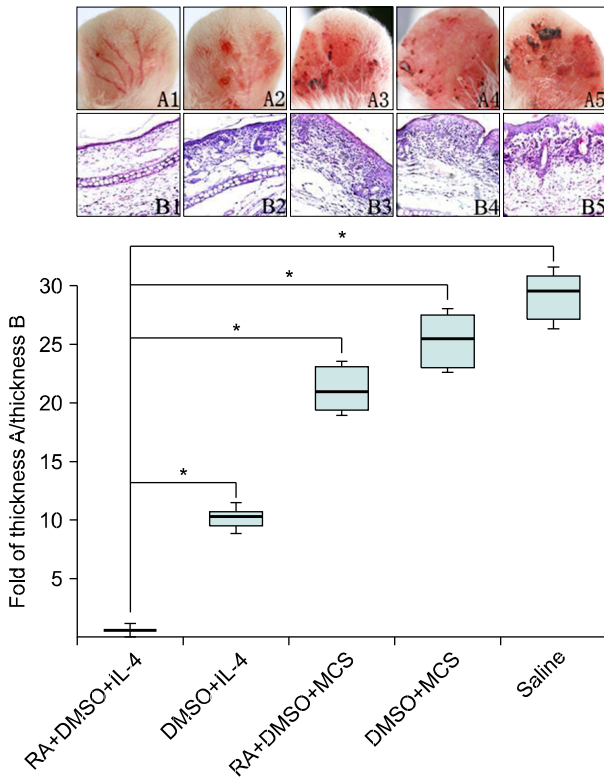 A1
A2
A3
A4
A5
B1
B2
B3
B4
B5
*
*
*
*
30
25
20
15
10
5
Fold of thickness A/thickness B
RA+DMSO+IL-4
DMSO+IL-4
RA+DMSO+MCS
DMSO+MCS
Saline